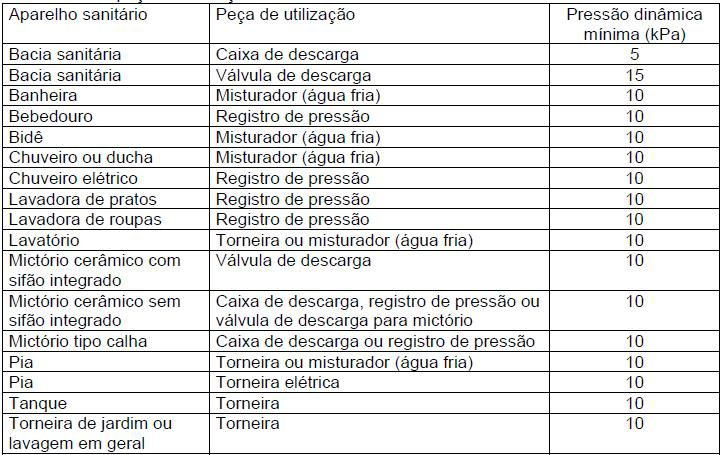 Aparelho sanitário Peça de utilização Pressão dinâmica
mínima (kPa)
Bacia sanitária Caixa de descarga 5
Bacia sanitária Válvula de descarga 15
Banheira Misturador (água fria) 10
Bebedouro Registro de pressão 10
Bidê Misturador (água fria) 10
Chuveiro ou ducha Misturador (água fria) 10
Chuveiro elétrico Registro de pressão 10
Lavadora de pratos Registro de pressão 10
Lavadora de roupas Registro de pressão 10
Lavatório Torneira ou misturador (água fria) 10
Mictório cerâmico com Válvula de descarga 10
sifão integrado
Mictório cerâmico sem Caixa de descarga, registro de pressão ou 10
sifão integrado válvula de descarga para mictório
Mictório tipo calha Caixa de descarga ou registro de pressão 10
Pia Torneira ou misturador (água fria) 10
Pia Torneira elétrica 10
Tanque Torneira 10
Torneira de jardim ou Torneira 10
lavagem em geral